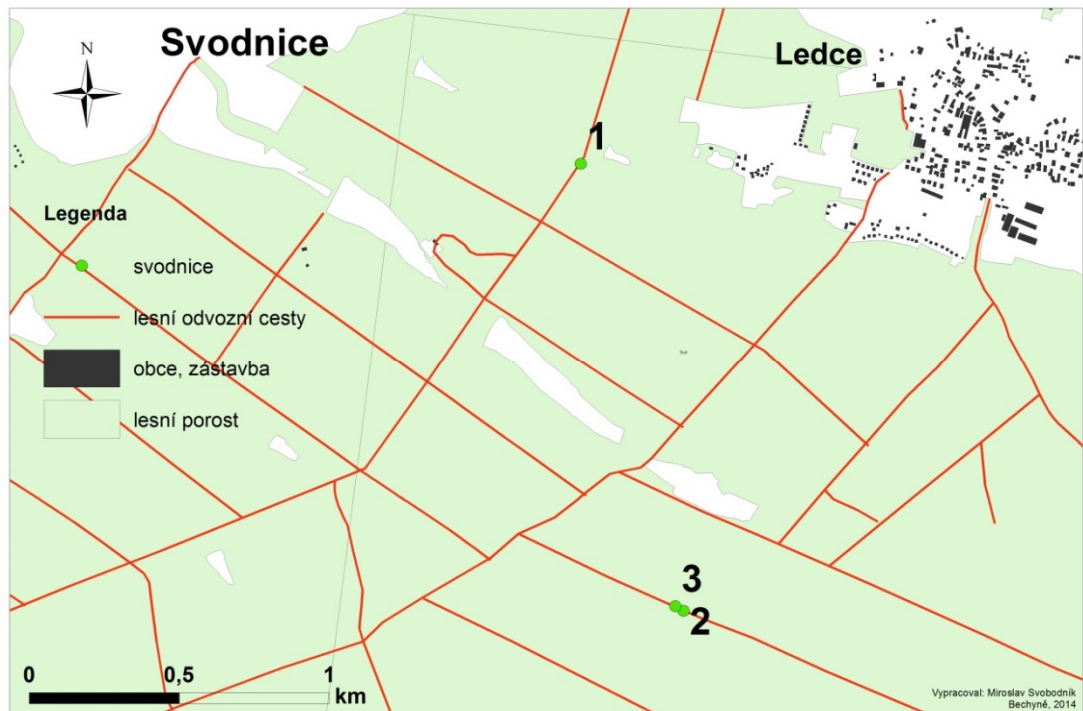 Svodnice
Ledce
N
1
Legenda
svodnice
lesní odvozní cesty
obce, zástavba
lesní porost
3
2
0 0,5 1
km
Vypracoval: Miroslav Svobodník
Bechyně, 2014